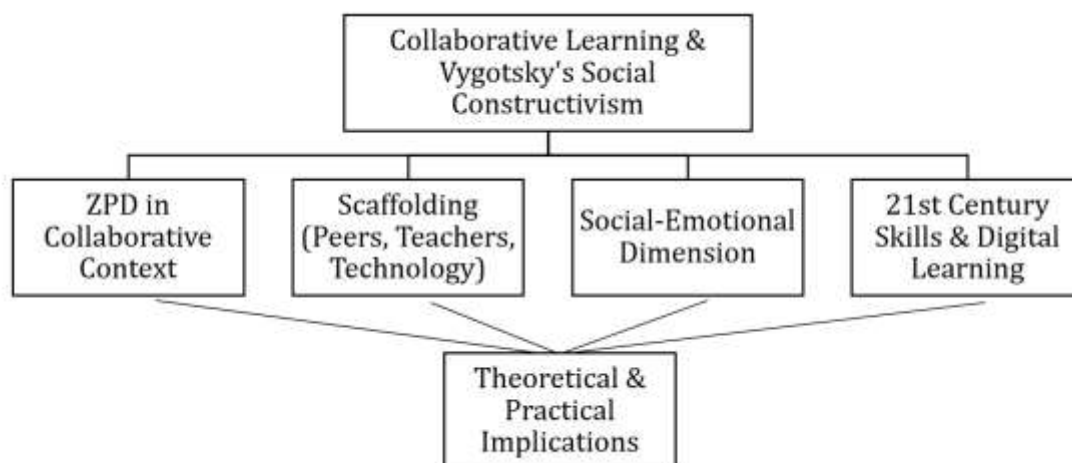 Collaborative Learning &
Vygotsky's Social
Constructivism
ZPD in
Collaborative
Context
Scaffolding
(Peers, Teachers,
Technology)
Social-Emotional
Dimension
21st Century
Skills & Digital
Learning
Theoretical &
Practical
Implications